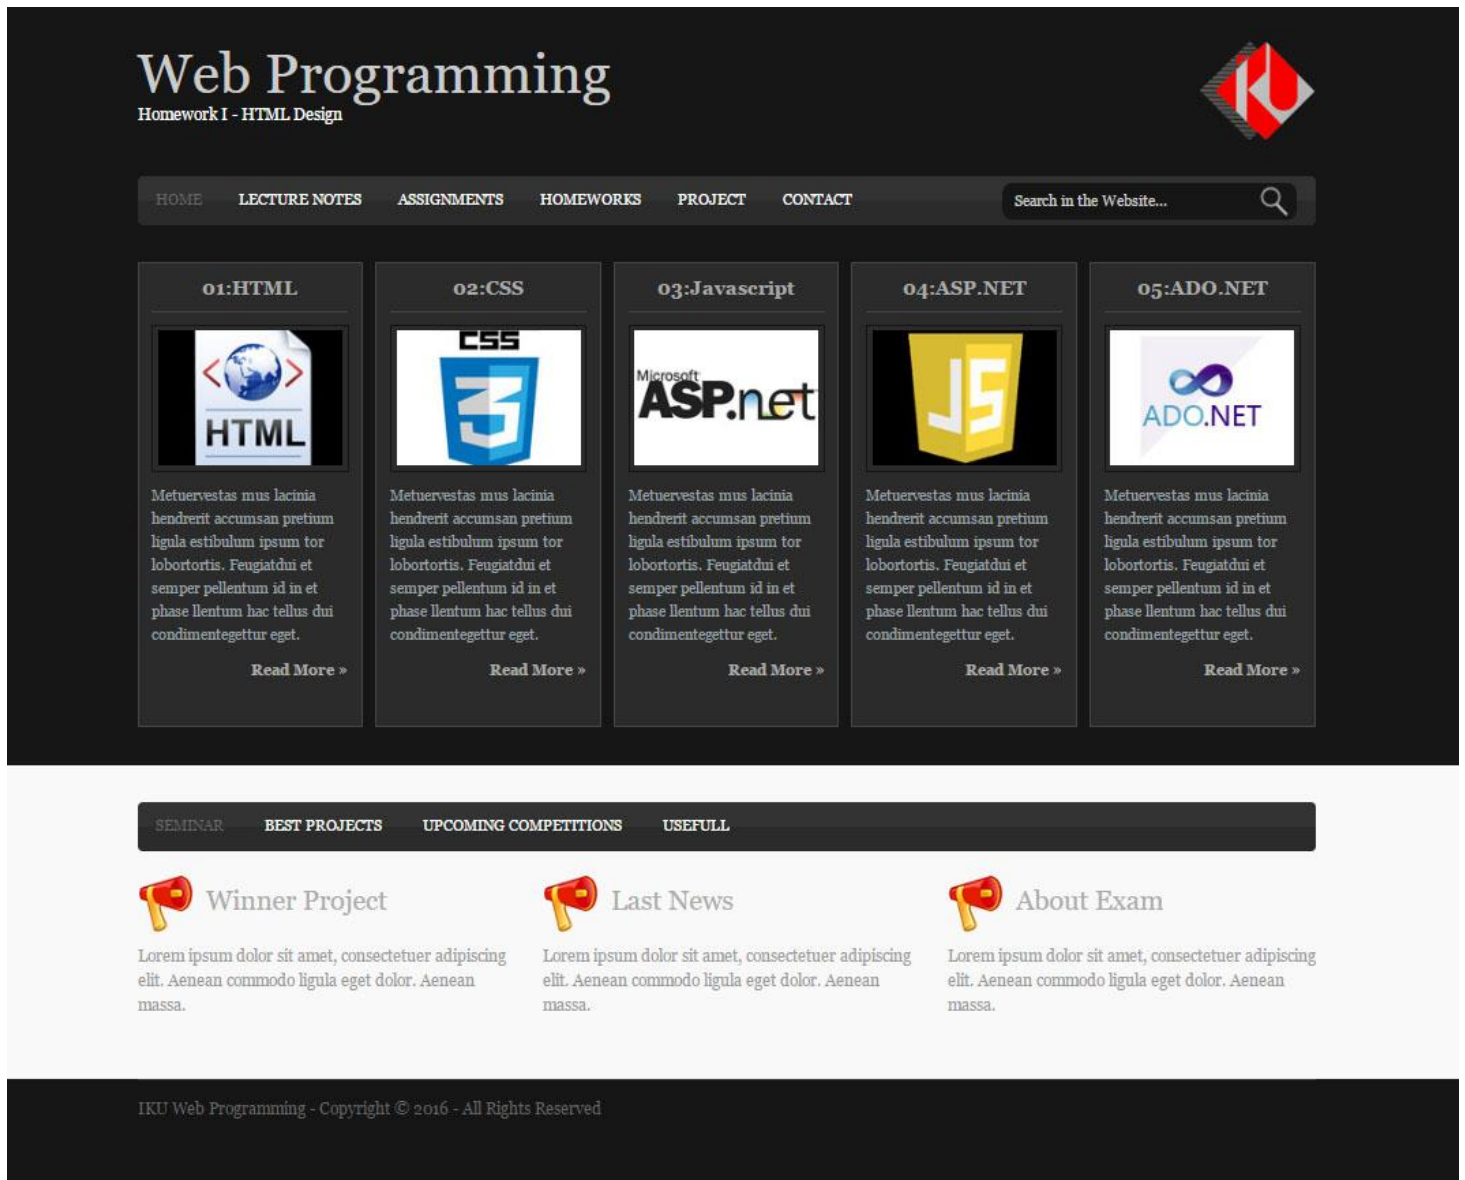 Web Programming
Homework I - HTML Design
IKU
HOME LECTURE NOTES ASSIGNMENTS HOMEWORKS PROJECT CONTACT Search in the Website...
01:HTML
HTML
Metuervestas mus lacinia
hendrerit accumsan pretium
ligula estibulum ipsum tor
lobortortis. Feugiatdui et
semper pellentum id in et
phase llentum hac tellus dui
condimentegettur eget.
Read More »
02:CSS
CSS
3
Metuervestas mus lacinia
hendrerit accumsan pretium
ligula estibulum ipsum tor
lobortortis. Feugiatdui et
semper pellentum id in et
phase llentum hac tellus dui
condimentegettur eget.
Read More »
03:Javascript
Microsoft
ASP.net
Metuervestas mus lacinia
hendrerit accumsan pretium
ligula estibulum ipsum tor
lobortortis. Feugiatdui et
semper pellentum id in et
phase llentum hac tellus dui
condimentegettur eget.
Read More »
04:ASP.NET
JS
Metuervestas mus lacinia
hendrerit accumsan pretium
ligula estibulum ipsum tor
lobortortis. Feugiatdui et
semper pellentum id in et
phase llentum hac tellus dui
condimentegettur eget.
Read More »
05:ADO.NET
ADO.NET
Metuervestas mus lacinia
hendrerit accumsan pretium
ligula estibulum ipsum tor
lobortortis. Feugiatdui et
semper pellentum id in et
phase llentum hac tellus dui
condimentegettur eget.
Read More »
SEMINAR BEST PROJECTS UPCOMING COMPETITIONS USEFULL
Winner Project
Lorem ipsum dolor sit amet, consectetuer adipiscing
elit. Aenean commodo ligula eget dolor. Aenean
massa.
Last News
Lorem ipsum dolor sit amet, consectetuer adipiscing
elit. Aenean commodo ligula eget dolor. Aenean
massa.
About Exam
Lorem ipsum dolor sit amet, consectetuer adipiscing
elit. Aenean commodo ligula eget dolor. Aenean
massa.
IKU Web Programming - Copyright © 2016 - All Rights Reserved